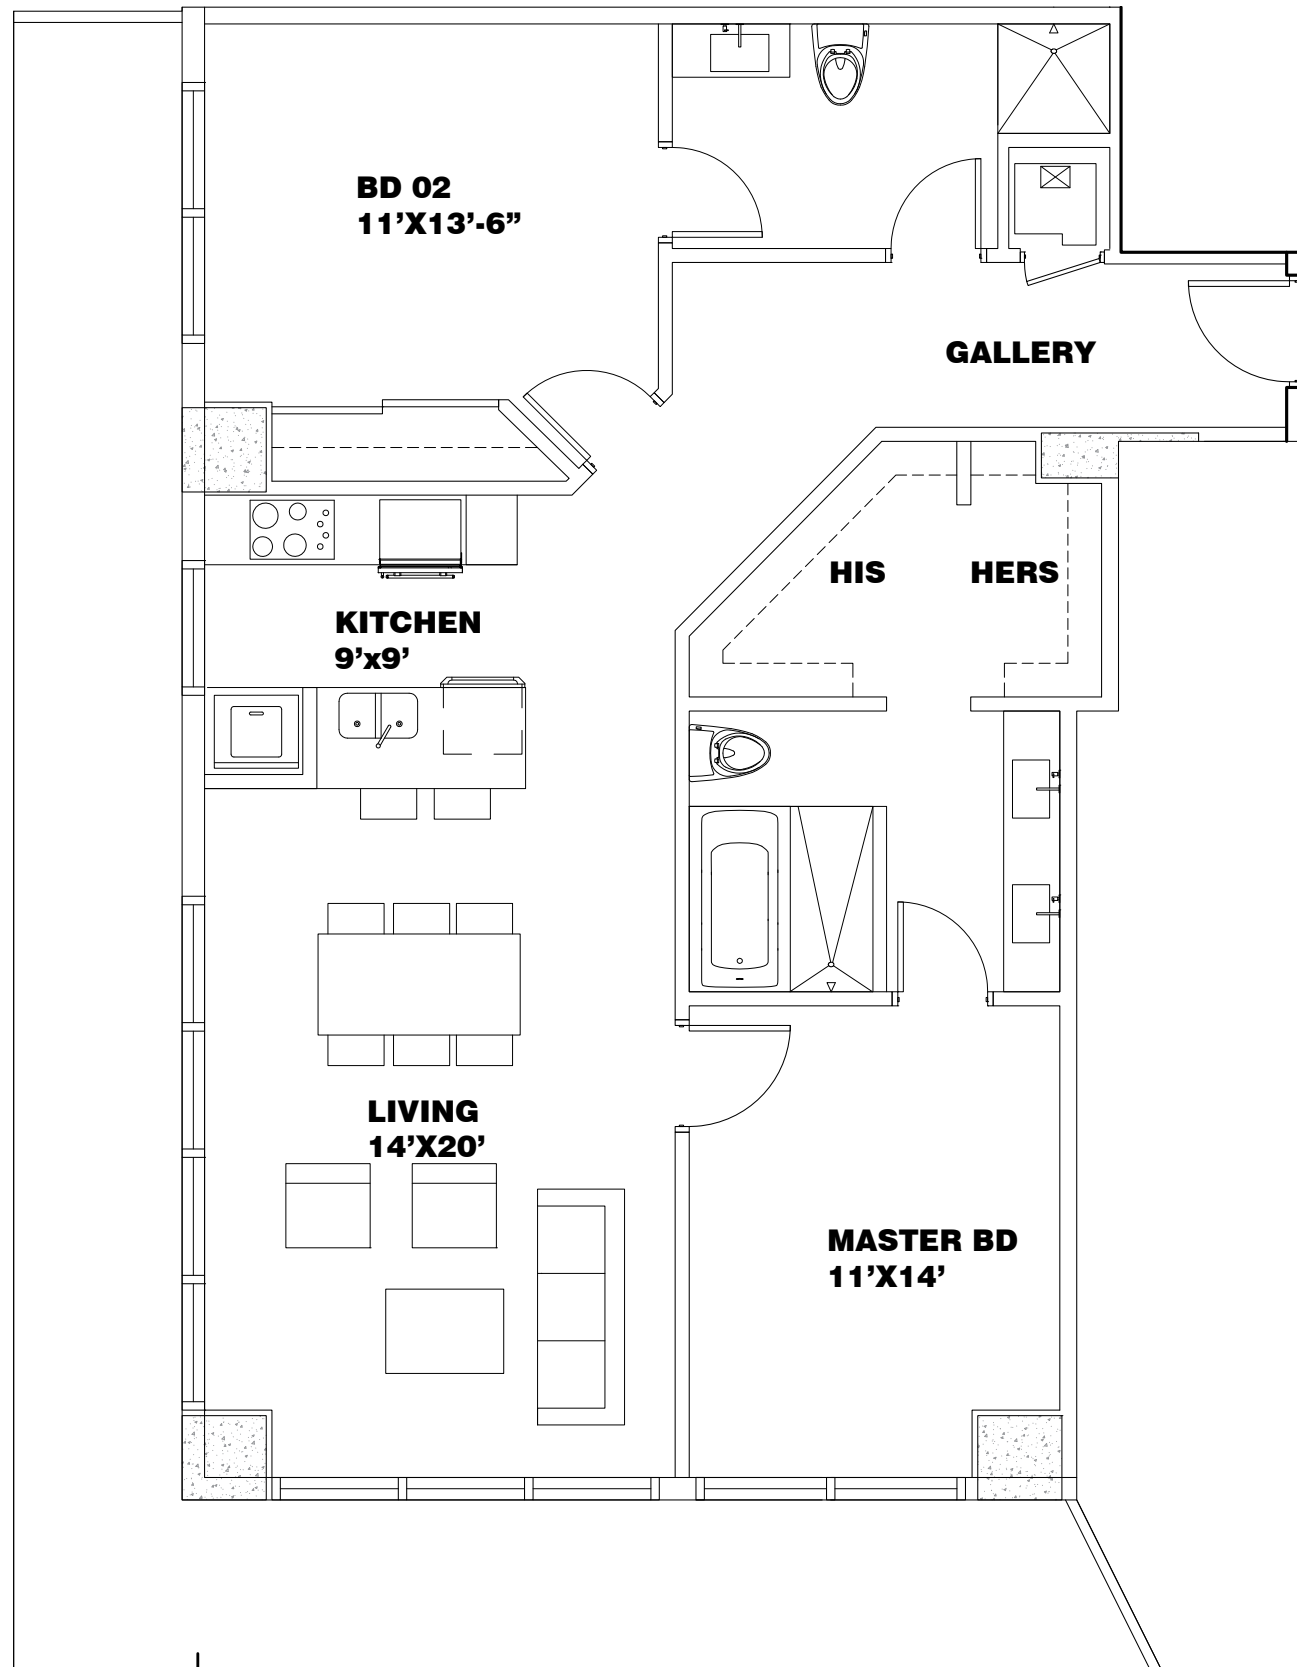 BD 02
11’X13’-6”
GALLERY
HIS HERS
KITCHEN
9’x9’
LIVING
14’X20’
MASTER BD
11’X14’